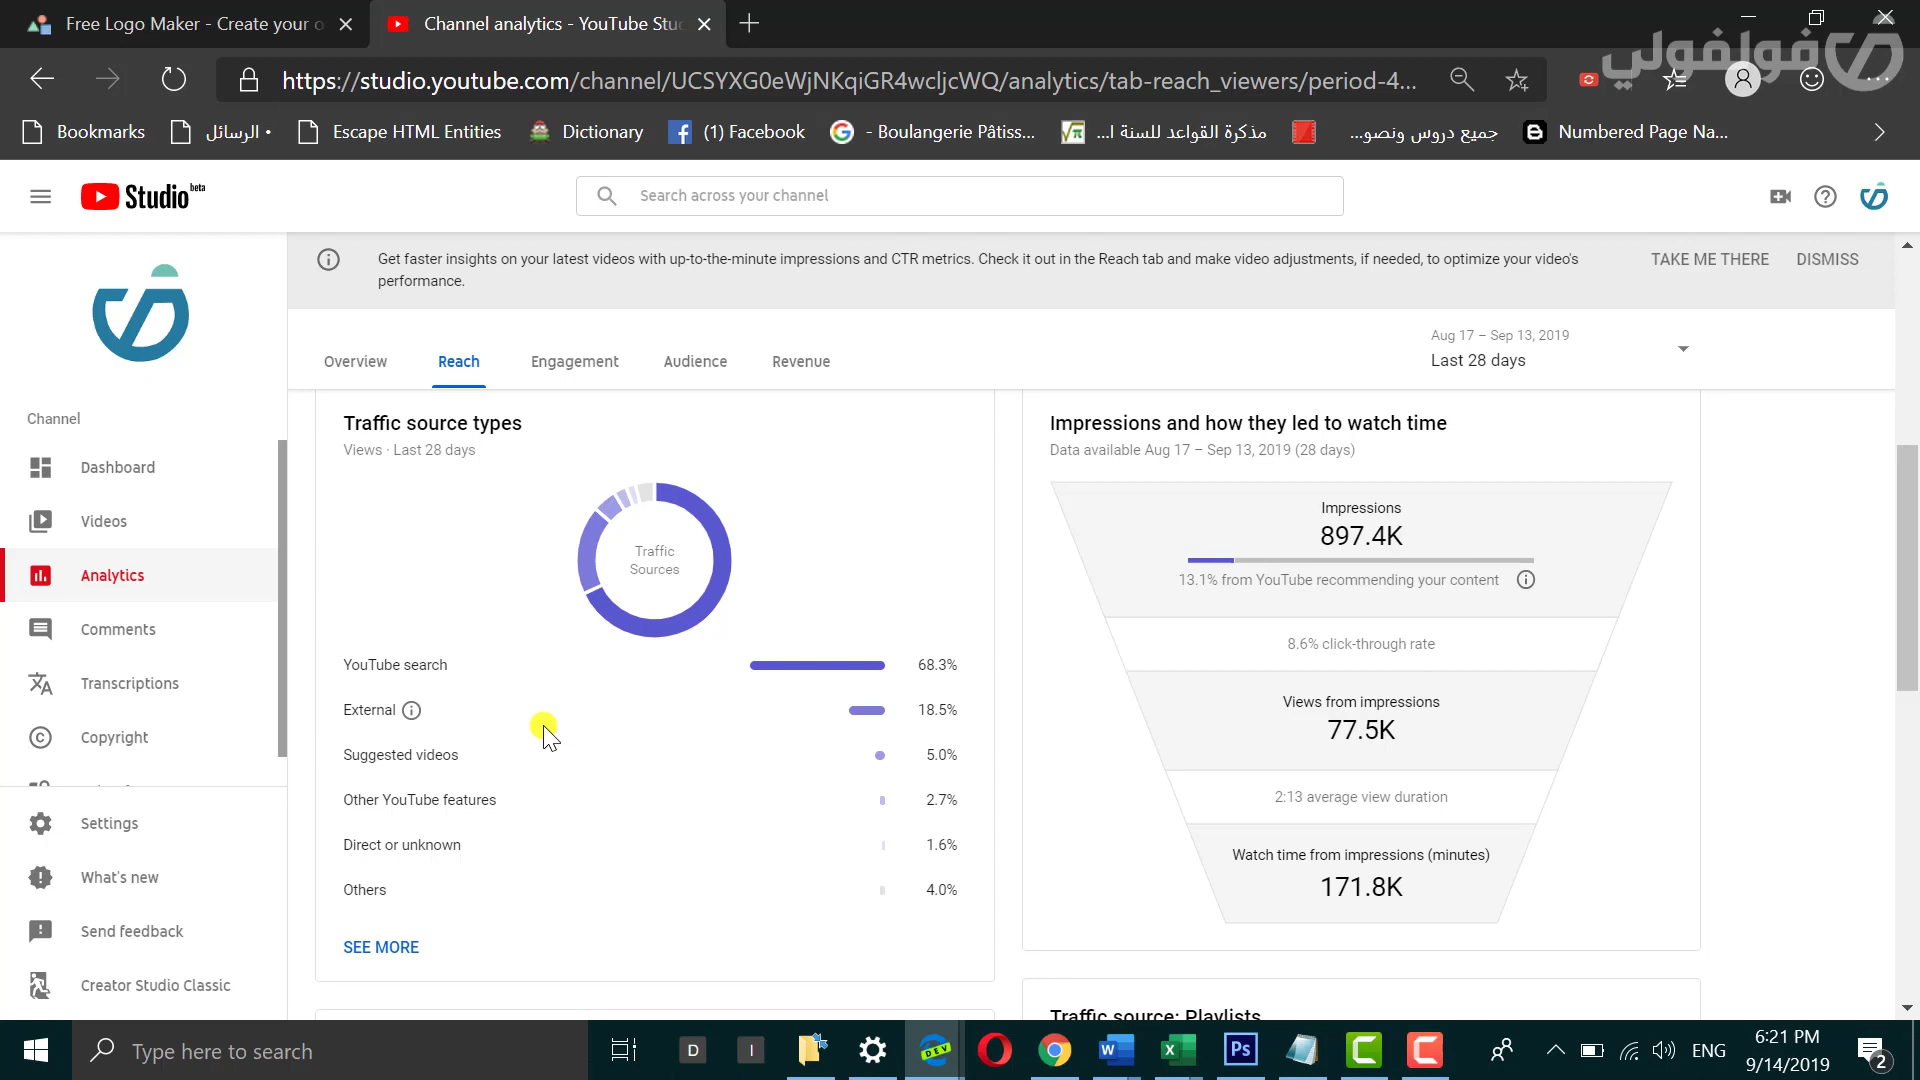 Free Logo Maker - Create your o
Channel analytics - YouTube Stu
فولفولي
https://studio.youtube.com/channel/UCSYXG0eWjNKqiGR4wcljcWQ/analytics/tab-reach_viewers/period-4...
Bookmarks
الرسائل •
Escape HTML Entities
Dictionary
(1) Facebook
- Boulangerie Pâtiss...
مذكرة القواعد للسنة ا...
جميع دروس ونصو...
Numbered Page Na...
Studio beta
Search across your channel
Get faster insights on your latest videos with up-to-the-minute impressions and CTR metrics. Check it out in the Reach tab and make video adjustments, if needed, to optimize your video's
performance.
TAKE ME THERE
DISMISS
Overview
Reach
Engagement
Audience
Revenue
Aug 17 – Sep 13, 2019
Last 28 days
Channel
Dashboard
Videos
Analytics
Comments
Transcriptions
Copyright
Settings
What's new
Send feedback
Creator Studio Classic
Traffic source types
Views · Last 28 days
Traffic
Sources
YouTube search 68.3%
External 18.5%
Suggested videos 5.0%
Other YouTube features 2.7%
Direct or unknown 1.6%
Others 4.0%
SEE MORE
Impressions and how they led to watch time
Data available Aug 17 – Sep 13, 2019 (28 days)
Impressions
897.4K
13.1% from YouTube recommending your content
8.6% click-through rate
Views from impressions
77.5K
2:13 average view duration
Watch time from impressions (minutes)
171.8K
Traffic source: Playlists
Type here to search
D
I
DEV
W
X
Ps
ENG
6:21 PM
9/14/2019
2